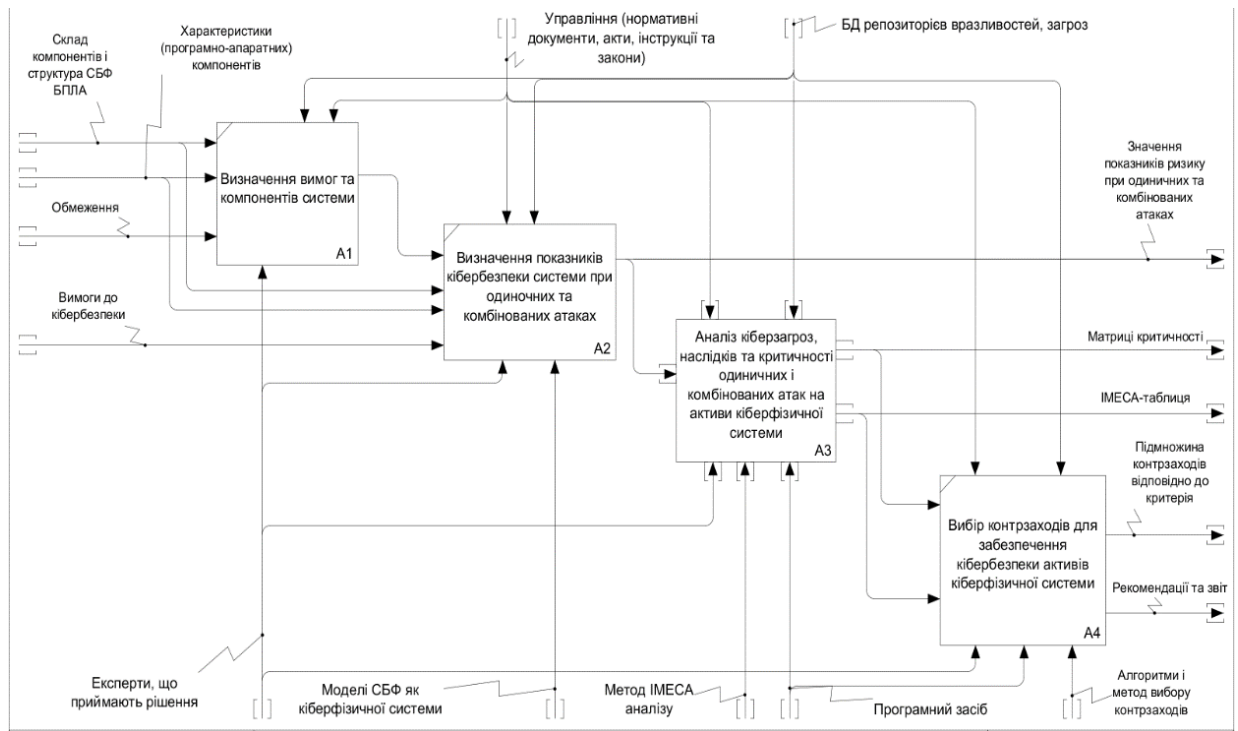 Склад
компонентів і
структура СБФ
БПЛА
Характеристики
(програмно-апаратних)
компонентів
Управління (нормативні
документи, акти, інструкції та
закони)
БД репозиторієв вразливостей, загроз
Обмеження
Вимоги до
кібербезпеки
Визначення вимог та
компонентів системи
A1
Визначення показників
кібербезпеки системи при
одиночних та
комбінованих атаках
A2
Аналіз кіберзагроз,
наслідків та критичності
одиничних і
комбінованих атак на
активи кіберфізичної
системи
A3
Вибір контрзаходів для
забезпечення
кібербезпеки активів
кіберфізичної системи
A4
Значення
показників ризику
при одиничних та
комбінованих
атаках
Матриці критичності
IMECA-таблиця
Підмножина
контрзаходів
відповідно до
критерія
Рекомендації та звіт
Експерти, що
приймають рішення
Моделі СБФ як
кіберфізичної системи
Метод IMECA
аналізу
Програмний засіб
Алгоритми і
метод вибору
контрзаходів